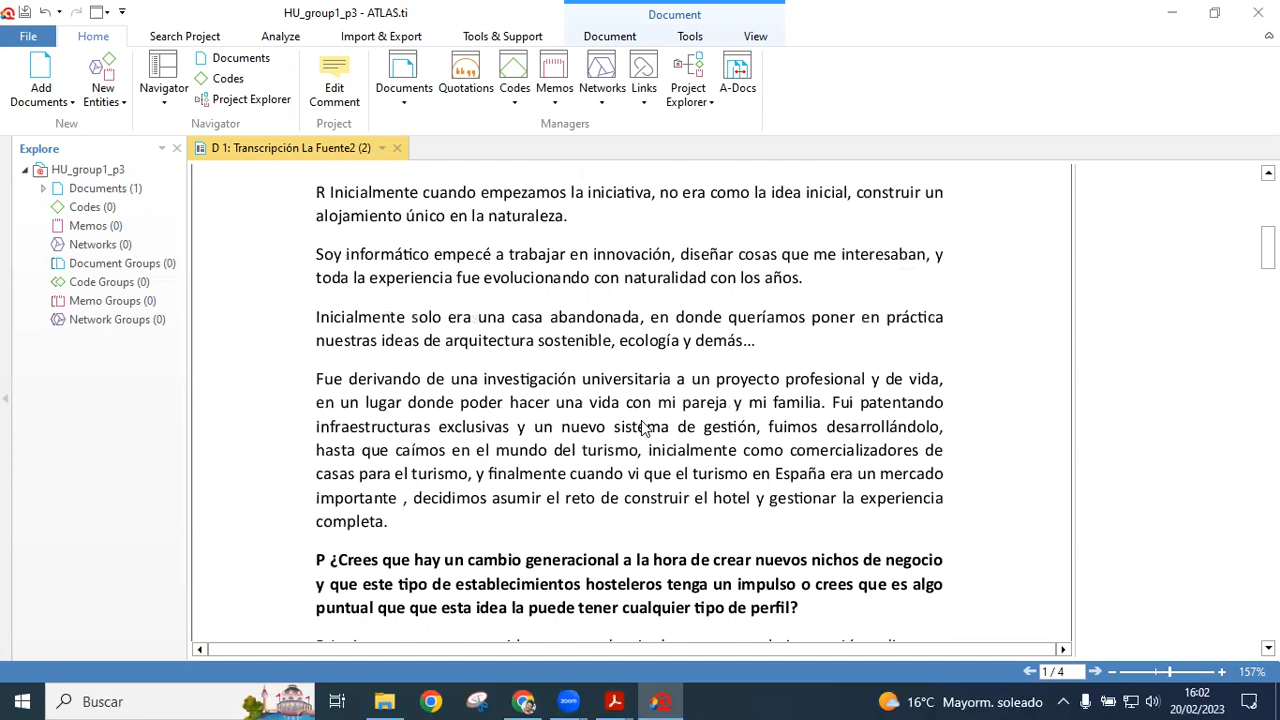 HU_group1_p3 - ATLAS.ti
Document
File
Home
Search Project
Analyze
Import & Export
Tools & Support
Document
Tools
View
Add Documents
New Entities
Navigator
Documents
Codes
Project Explorer
Edit Comment
Documents
Quotations
Codes
Memos
Networks
Links
Project Explorer
A-Docs
New
Navigator
Project
Managers
Explore
D 1: Transcripción La Fuente2 (2)
HU_group1_p3
Documents (1)
Codes (0)
Memos (0)
Networks (0)
Document Groups (0)
Code Groups (0)
Memo Groups (0)
Network Groups (0)
R Inicialmente cuando empezamos la iniciativa, no era como la idea inicial, construir un
alojamiento único en la naturaleza.
Soy informático empecé a trabajar en innovación, diseñar cosas que me interesaban, y
toda la experiencia fue evolucionando con naturalidad con los años.
Inicialmente solo era una casa abandonada, en donde queríamos poner en práctica
nuestras ideas de arquitectura sostenible, ecología y demás...
Fue derivando de una investigación universitaria a un proyecto profesional y de vida,
en un lugar donde poder hacer una vida con mi pareja y mi familia. Fui patentando
infraestructuras exclusivas y un nuevo sistema de gestión, fuimos desarrollándolo,
hasta que caímos en el mundo del turismo, inicialmente como comercializadores de
casas para el turismo, y finalmente cuando vi que el turismo en España era un mercado
importante , decidimos asumir el reto de construir el hotel y gestionar la experiencia
completa.
P ¿Crees que hay un cambio generacional a la hora de crear nuevos nichos de negocio
y que este tipo de establecimientos hosteleros tenga un impulso o crees que es algo
puntual que que esta idea la puede tener cualquier tipo de perfil?
1 / 4
157%
Buscar
zoom
16°C Mayorm. soleado
16:02
20/02/2023